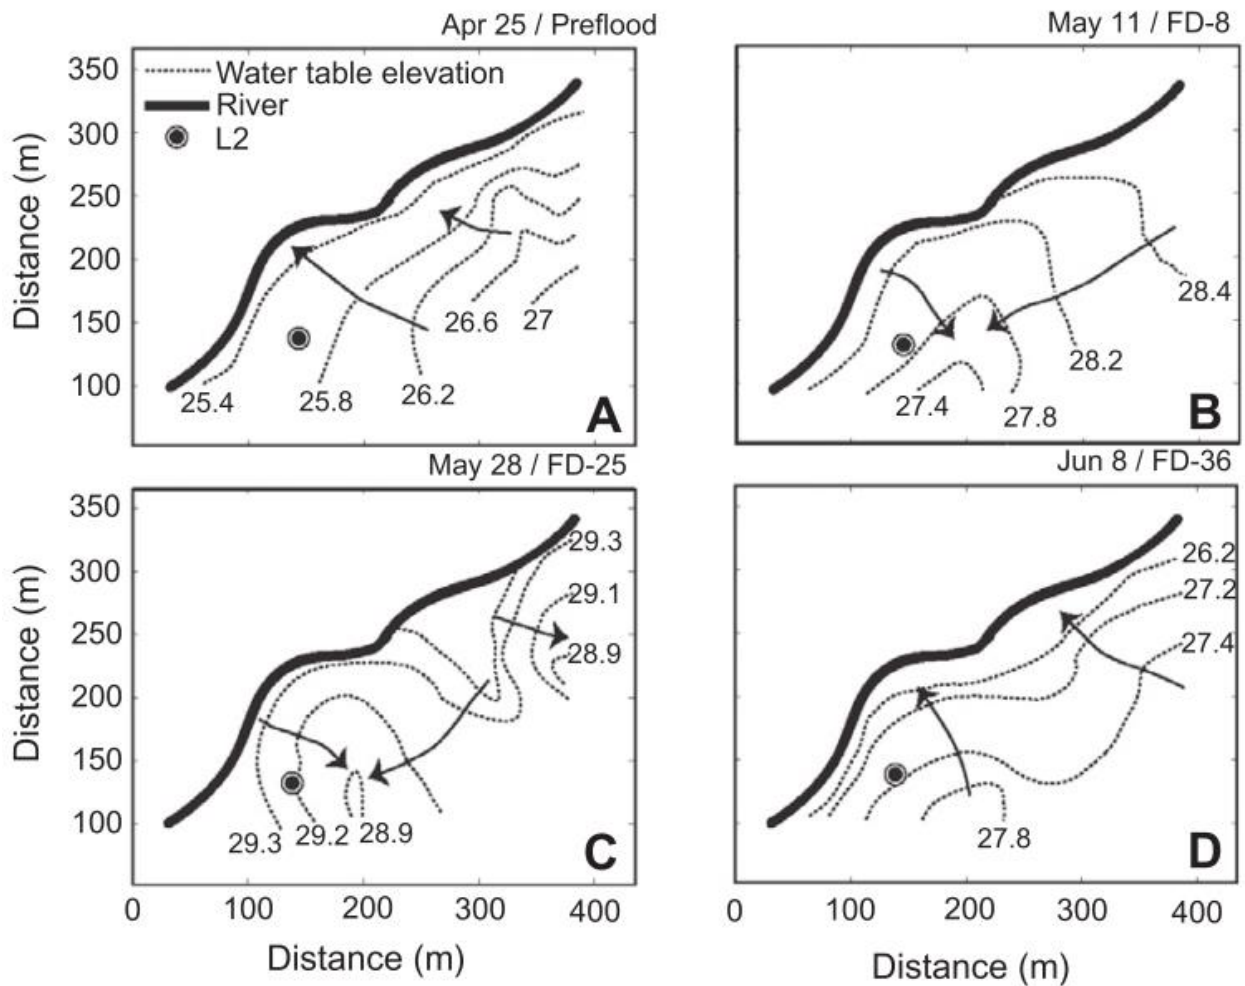 Apr 25 / Preflood
May 11 / FD-8
350
300
250
200
150
100
Distance (m)
Water table elevation
River
L2
25.4
25.8
26.2
26.6
27
A
27.4
27.8
28.2
28.4
B
May 28 / FD-25
Jun 8 / FD-36
350
300
250
200
150
100
Distance (m)
29.3
29.1
28.9
29.3
29.2
28.9
C
26.2
27.2
27.4
27.8
D
0
100
200
300
400
Distance (m)
0
100
200
300
400
Distance (m)